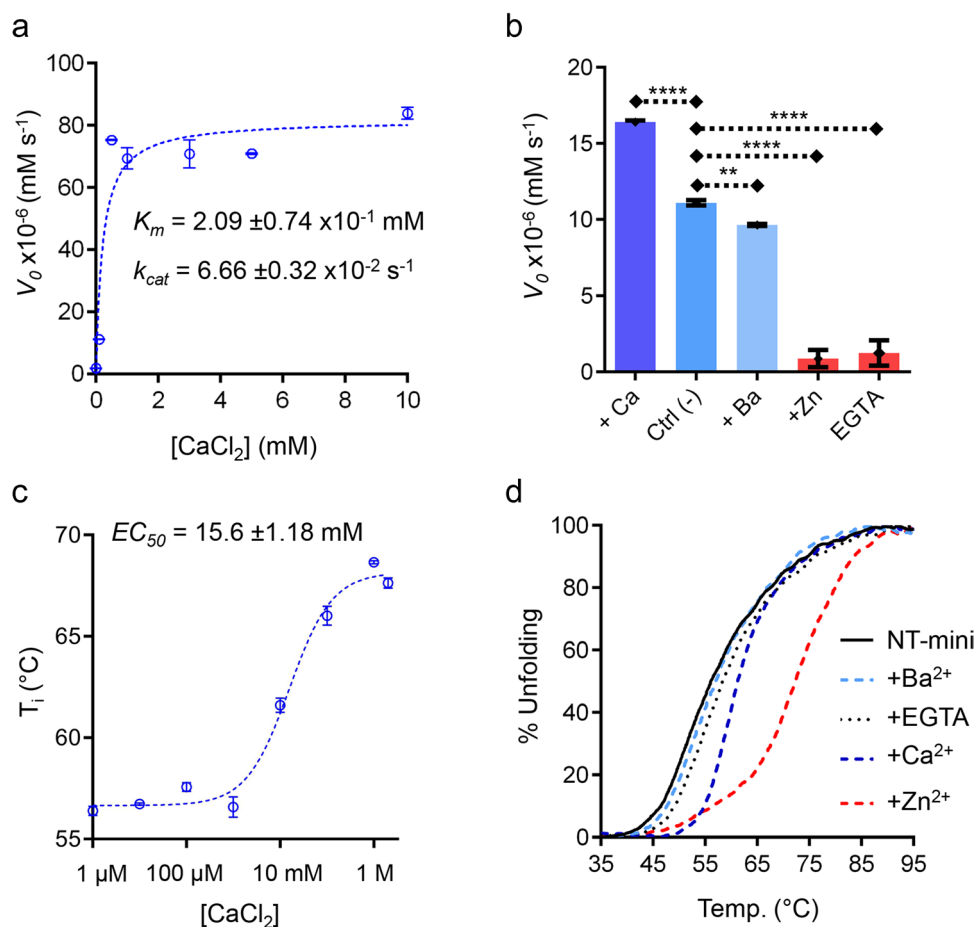 a
100
80
60
40
20
0
V0 x10-6 (mM s-1)
Km = 2.09 ±0.74 x10-1 mM
kcat = 6.66 ±0.32 x10-2 s-1
0 2 4 6 8 10
[CaCl2] (mM)
b
20
15
10
5
0
V0 x10-6 (mM s-1)
****
****
****
**
+ Ca
Ctrl (-)
+ Ba
+Zn
EGTA
c
EC50 = 15.6 ±1.18 mM
70
65
60
55
Ti (°C)
1 µM 100 µM 10 mM 1 M
[CaCl2]
d
100
80
60
40
20
0
% Unfolding
NT-mini
+Ba2+
+EGTA
+Ca2+
+Zn2+
35 45 55 65 75 85 95
Temp. (°C)